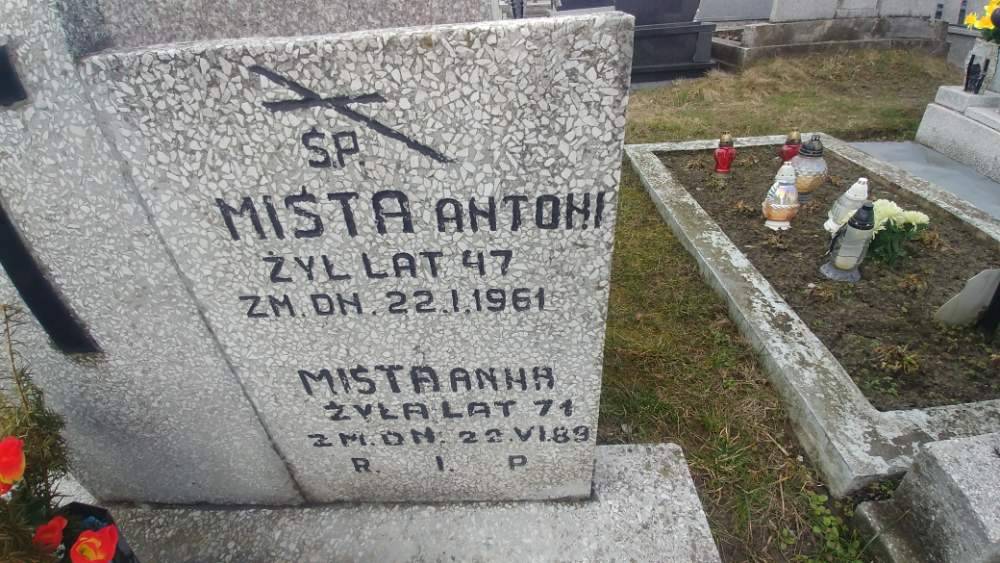 Ś.P.
MIŚTA ANTONI
ŻYŁ LAT 47
ZM. DN. 22.I.1961
MIŚTA ANNA
ŻYŁA LAT 71
ZM. DN. 22.VI.89
R. I. P